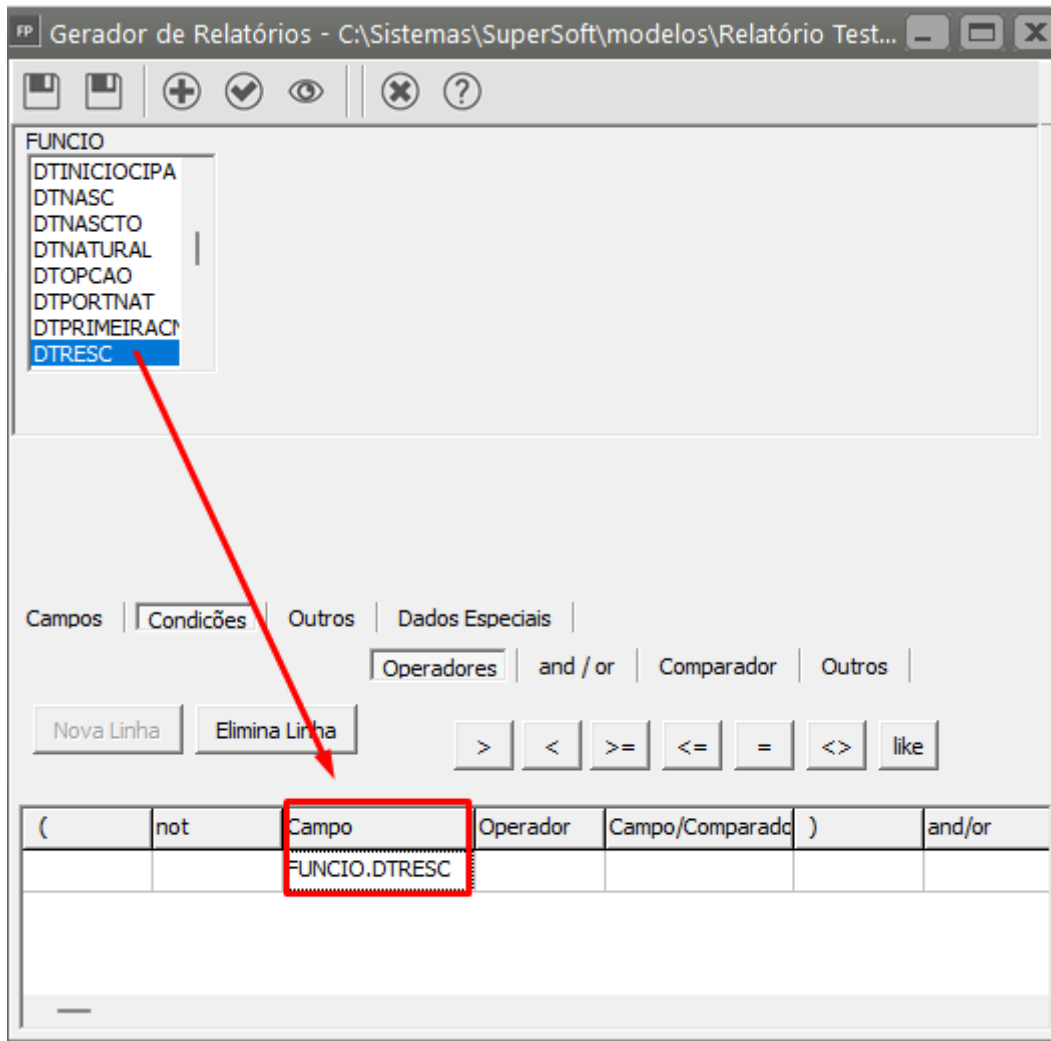 FP Gerador de Relatórios - C:\Sistemas\SuperSoft\modelos\Relatório Test...
FUNCIO
DTINICIOCIPA
DTNASC
DTNASCTO
DTNATURAL
DTOPCAO
DTPORTNAT
DTPRIMEIRACN
DTRESC
Campos Condicões Outros Dados Especiais
Operadores and / or Comparador Outros
Nova Linha Elimina Linha > < >= <= = <> like
( not Campo Operador Campo/Comparado ) and/or
FUNCIO.DTRESC